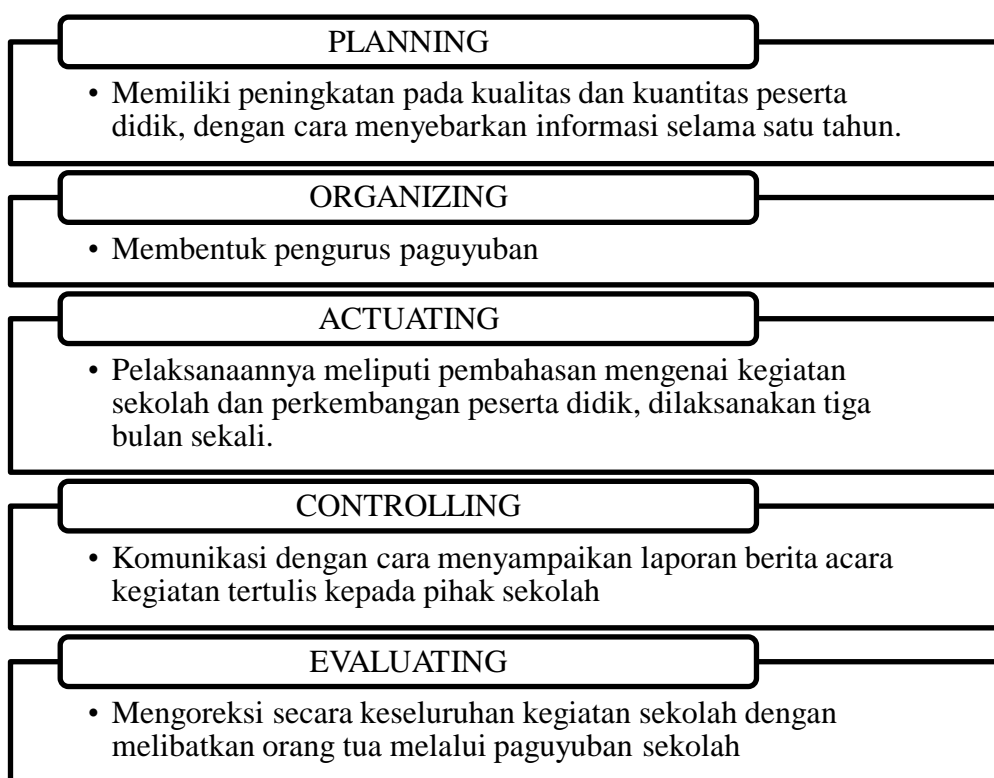 PLANNING
• Memiliki peningkatan pada kualitas dan kuantitas peserta
didik, dengan cara menyebarkan informasi selama satu tahun.
ORGANIZING
• Membentuk pengurus paguyuban
ACTUATING
• Pelaksanaannya meliputi pembahasan mengenai kegiatan
sekolah dan perkembangan peserta didik, dilaksanakan tiga
bulan sekali.
CONTROLLING
• Komunikasi dengan cara menyampaikan laporan berita acara
kegiatan tertulis kepada pihak sekolah
EVALUATING
• Mengoreksi secara keseluruhan kegiatan sekolah dengan
melibatkan orang tua melalui paguyuban sekolah